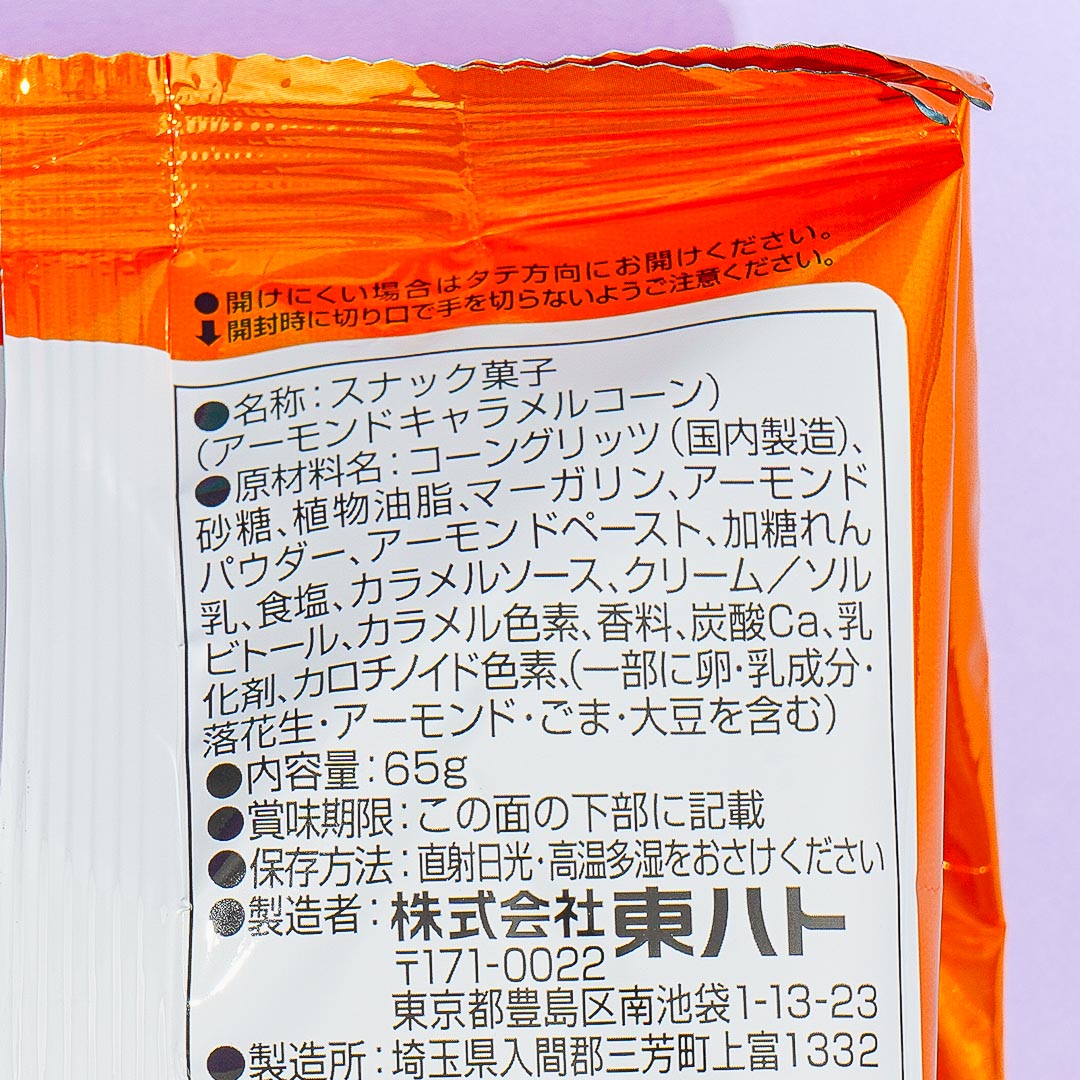 ●開けにくい場合はタテ方向にお開けください。
⬇開封時に切り口で手を切らないようご注意ください。
●名称：スナック菓子
（アーモンドキャラメルコーン）
●原材料名：コーングリッツ（国内製造）、
砂糖、植物油脂、マーガリン、アーモンド
パウダー、アーモンドペースト、加糖れん
乳、食塩、カラメルソース、クリーム／ソル
ビトール、カラメル色素、香料、炭酸Ca、乳
化剤、カロチノイド色素、（一部に卵・乳成分・
落花生・アーモンド・ごま・大豆を含む）
●内容量：65g
●賞味期限：この面の下部に記載
●保存方法：直射日光・高温多湿をおさけください
●製造者：株式会社東ハト
〒171-0022
東京都豊島区南池袋1-13-23
●製造所：埼玉県入間郡三芳町上富1332